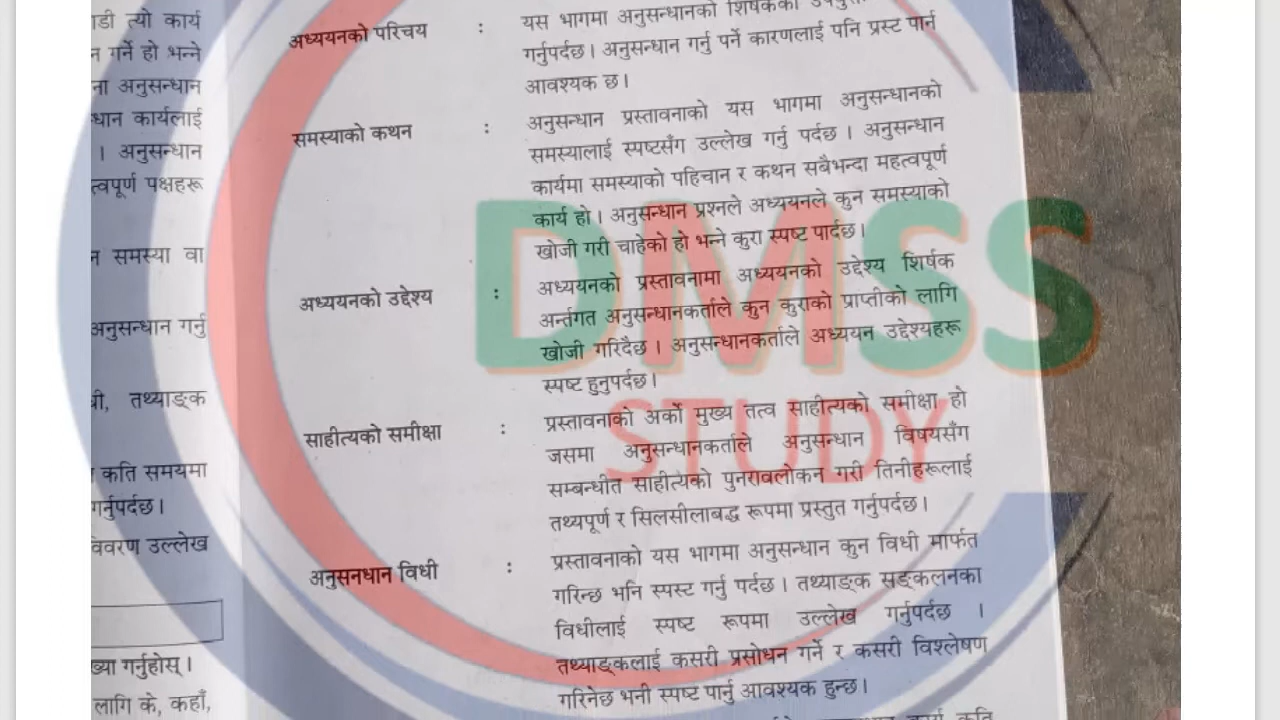 ाडी त्यो कार्य
न गर्ने हो भन्ने
ना अनुसन्धान
धान कार्यलाई
। अनुसन्धान
त्वपूर्ण पक्षहरू
न समस्या वा
अनुसन्धान गर्नु
तथ्याङ्क
कति समयमा
गर्नुपर्दछ।
विवरण उल्लेख
ख्या गर्नुहोस्।
लागि के, कहाँ,
अध्ययनको परिचय : यस भागमा अनुसन्धानको शिर्षकको
गर्नुपर्दछ। अनुसन्धान गर्नु पर्ने कारणलाई पनि प्रस्ट पार्न
आवश्यक छ।
समस्याको कथन : अनुसन्धान प्रस्तावनाको यस भागमा अनुसन्धानको
समस्यालाई स्पष्टसँग उल्लेख गर्नु पर्दछ। अनुसन्धान
कार्यमा समस्याको पहिचान र कथन सबैभन्दा महत्वपूर्ण
कार्य हो। अनुसन्धान प्रश्नले अध्ययनले कुन समस्याको
खोजी गरी चाहेको हो भन्ने कुरा स्पष्ट पार्दछ।
अध्ययनको उद्देश्य : अध्ययनको प्रस्तावनामा अध्ययनको उद्देश्य शिर्षक
अर्न्तगत अनुसन्धानकर्ताले कुन कुराको प्राप्तीको लागि
खोजी गरिदैछ। अनुसन्धानकर्ताले अध्ययन उद्देश्यहरू
स्पष्ट हुनुपर्दछ।
साहीत्यको समीक्षा : प्रस्तावनाको अर्को मुख्य तत्व साहीत्यको समीक्षा हो
जसमा अनुसन्धानकर्ताले अनुसन्धान विषयसँग
सम्बन्धीत साहीत्यको पुनरावलोकन गरी तिनीहरूलाई
तथ्यपूर्ण र सिलसीलाबद्ध रूपमा प्रस्तुत गर्नुपर्दछ।
अनुसनधान विधी : प्रस्तावनाको यस भागमा अनुसन्धान कुन विधी मार्फत
गरिन्छ भनि स्पस्ट गर्नु पर्दछ। तथ्याङ्क सङ्कलनका
विधीलाई स्पष्ट रूपमा उल्लेख गर्नुपर्दछ ।
तथ्याङ्कलाई कसरी प्रसोधन गर्ने र कसरी विश्लेषण
गरिनेछ भनी स्पष्ट पार्नु आवश्यक हुन्छ।
DMSS
STUDY